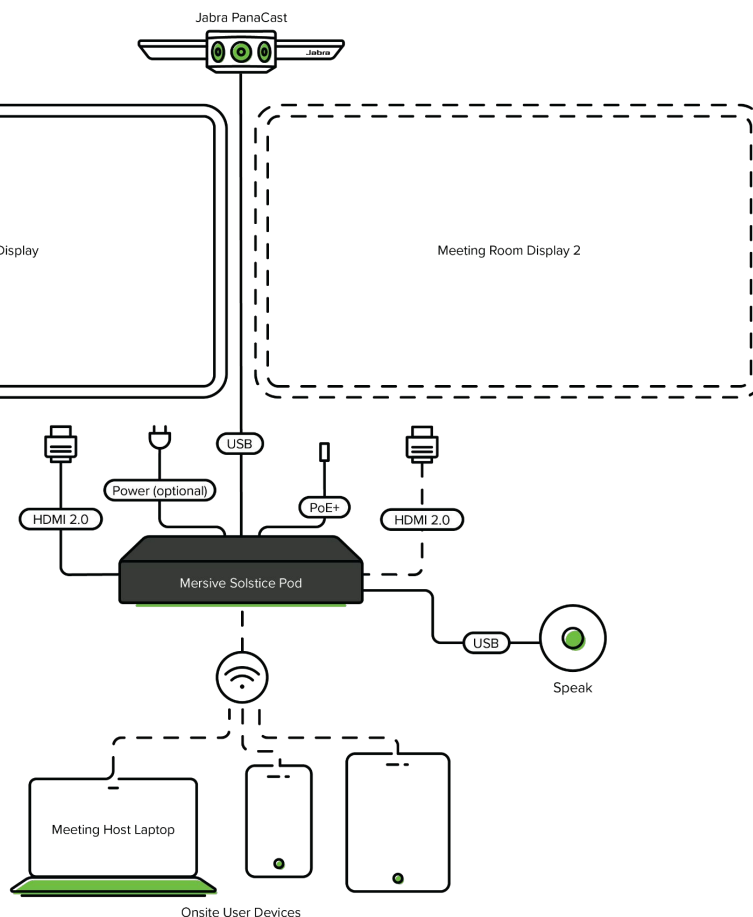 Jabra PanaCast
Jabra
Display
Meeting Room Display 2
USB
Power (optional)
PoE+
HDMI 2.0
HDMI 2.0
Mersive Solstice Pod
USB
Speak
Meeting Host Laptop
Onsite User Devices